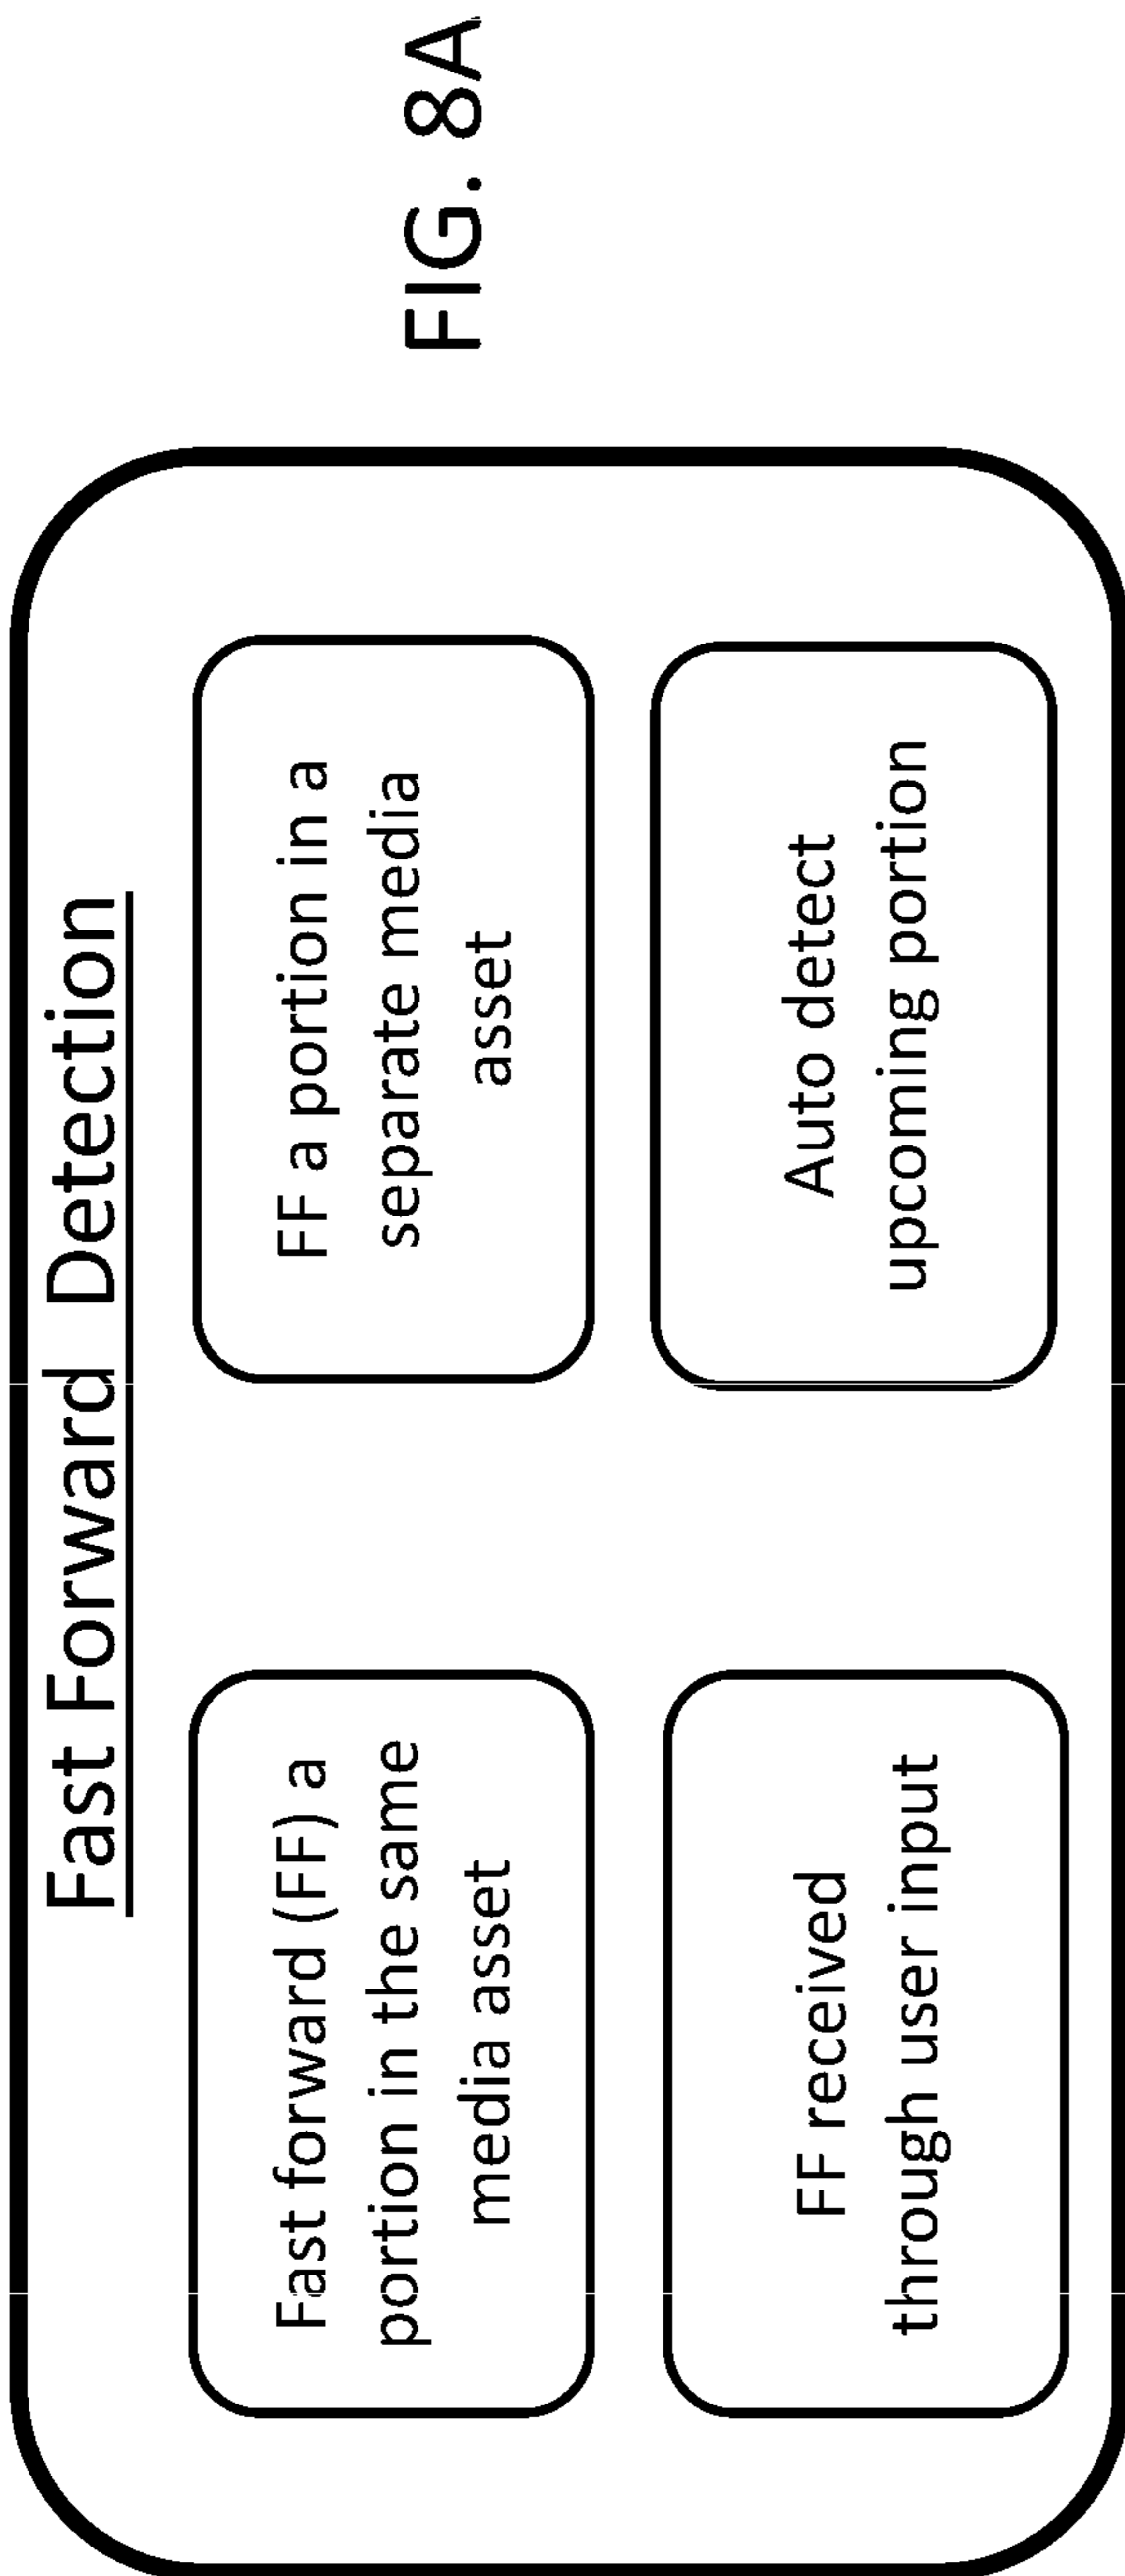 Fast Forward Detection
Fast forward (FF) a
portion in the same
media asset
FF a portion in a
separate media
asset
FF received
through user input
Auto detect
upcoming portion
FIG. 8A